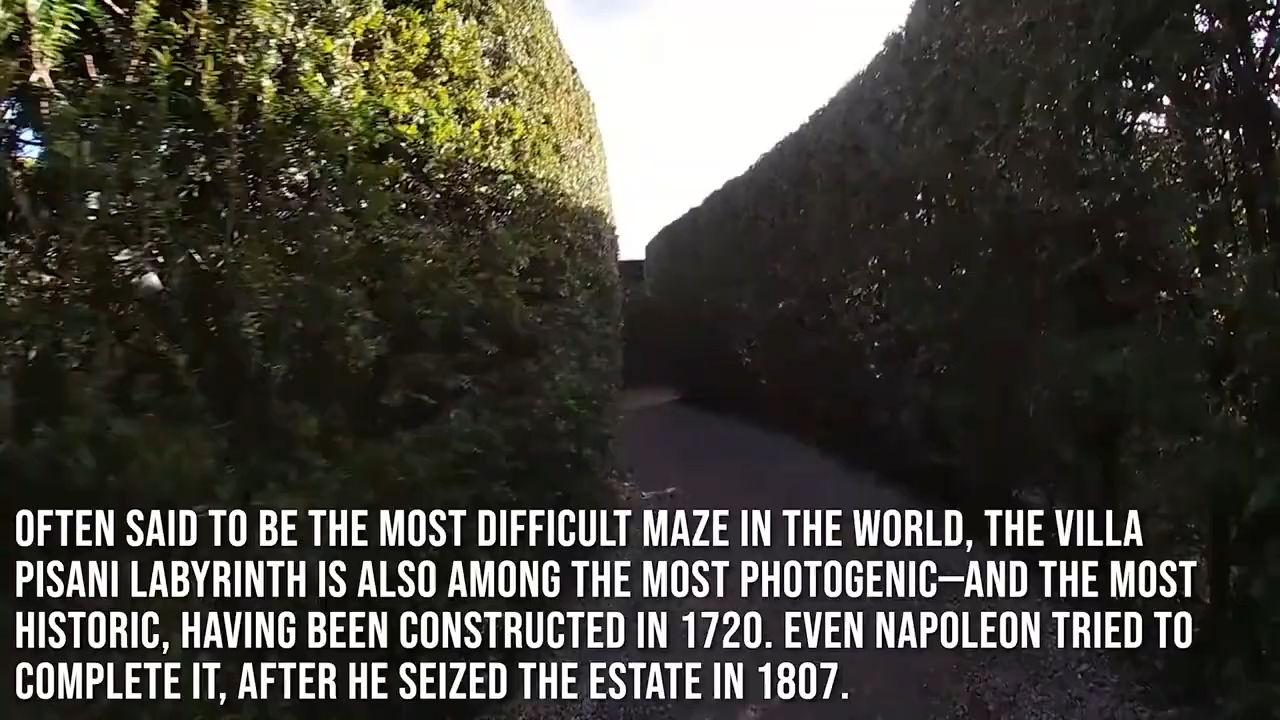 OFTEN SAID TO BE THE MOST DIFFICULT MAZE IN THE WORLD, THE VILLA
PISANI LABYRINTH IS ALSO AMONG THE MOST PHOTOGENIC—AND THE MOST
HISTORIC, HAVING BEEN CONSTRUCTED IN 1720. EVEN NAPOLEON TRIED TO
COMPLETE IT, AFTER HE SEIZED THE ESTATE IN 1807.